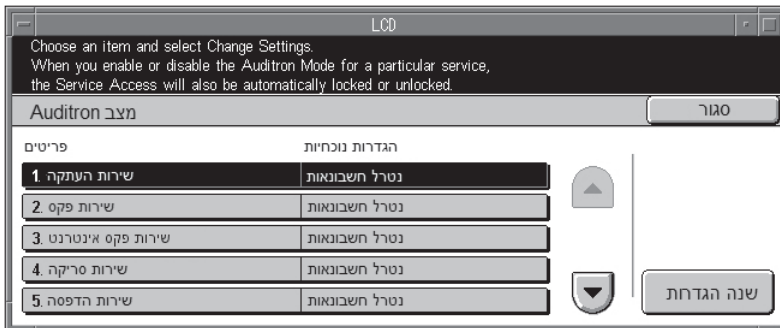 LCD
Choose an item and select Change Settings.
When you enable or disable the Auditron Mode for a particular service,
the Service Access will also be automatically locked or unlocked.
מצב Auditron
סגור
פריטים
הגדרות נוכחיות
1. שירות העתקה
נטרל חשבונאות
2. שירות פקס
נטרל חשבונאות
3. שירות פקס אינטרנט
נטרל חשבונאות
4. שירות סריקה
נטרל חשבונאות
5. שירות הדפסה
נטרל חשבונאות
שנה הגדרות